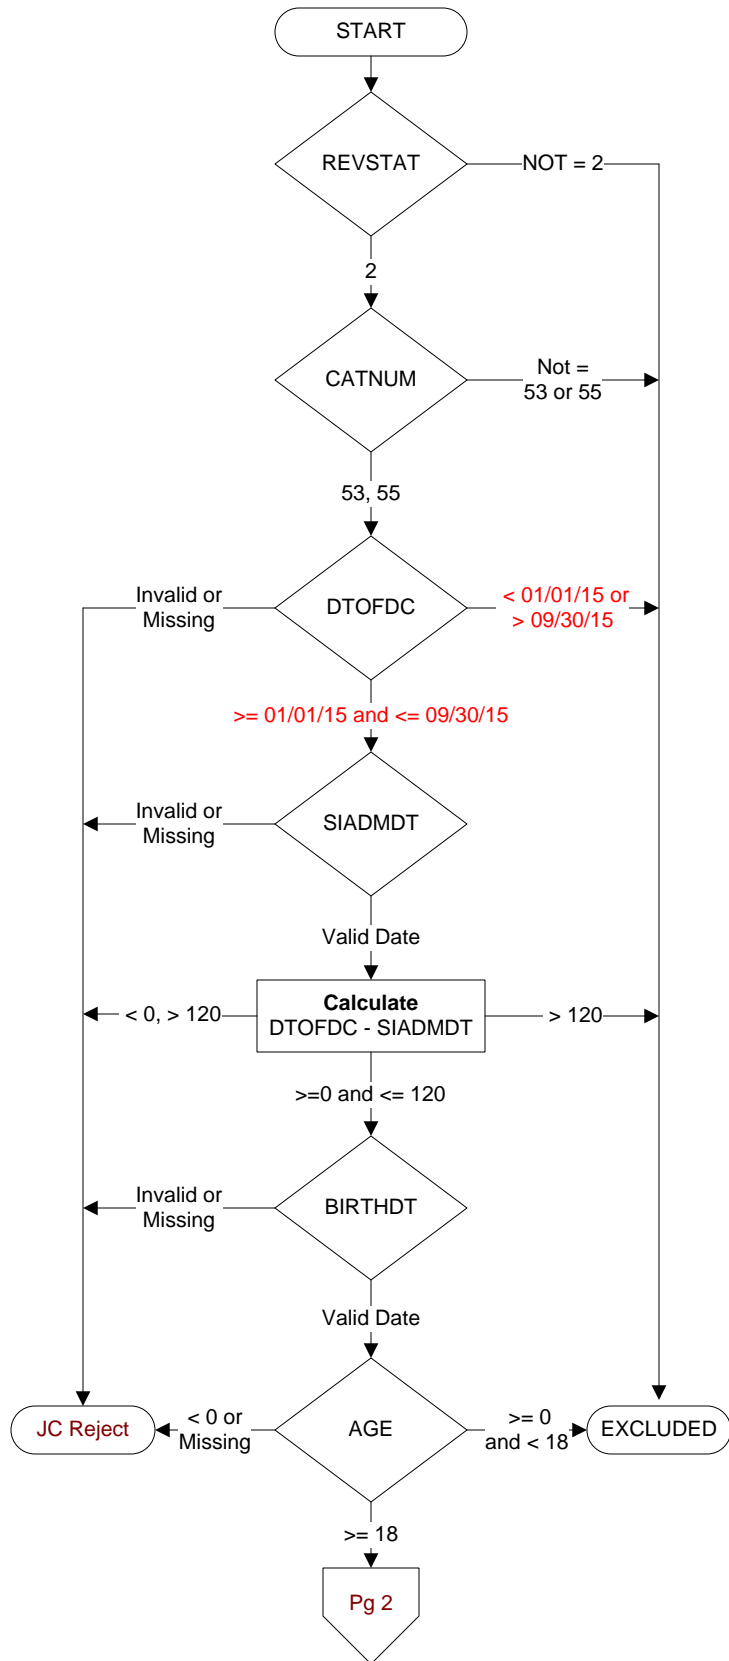 START
REVSTAT
NOT = 2
2
CATNUM
Not =
53 or 55
53, 55
Invalid or
Missing
DTOFDC
< 01/01/15 or
> 09/30/15
>= 01/01/15 and <= 09/30/15
Invalid or
Missing
SIADMDT
Valid Date
< 0, > 120
Calculate
DTOFDC - SIADMDT
> 120
>=0 and <= 120
Invalid or
Missing
BIRTHDT
Valid Date
JC Reject
< 0 or
Missing
AGE
>= 0
and < 18
EXCLUDED
>= 18
Pg 2